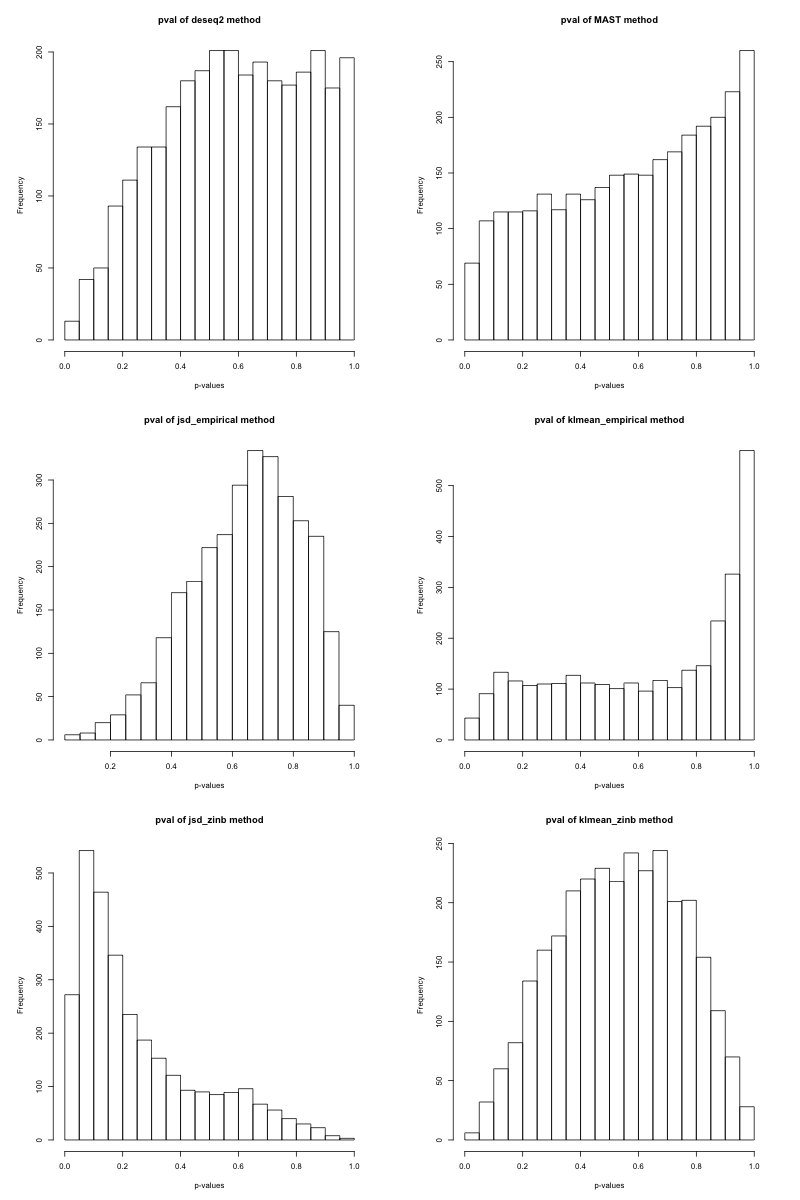 pval of deseq2 method
Frequency
0 50 100 150 200
0.0 0.2 0.4 0.6 0.8 1.0
p-values
pval of MAST method
Frequency
0 50 100 150 200 250
0.0 0.2 0.4 0.6 0.8 1.0
p-values
pval of jsd_empirical method
Frequency
0 50 100 150 200 250 300
0.2 0.4 0.6 0.8 1.0
p-values
pval of klmean_empirical method
Frequency
0 100 200 300 400 500
0.0 0.2 0.4 0.6 0.8 1.0
p-values
pval of jsd_zinb method
Frequency
0 100 200 300 400 500
0.0 0.2 0.4 0.6 0.8 1.0
p-values
pval of klmean_zinb method
Frequency
0 50 100 150 200 250
0.0 0.2 0.4 0.6 0.8 1.0
p-values